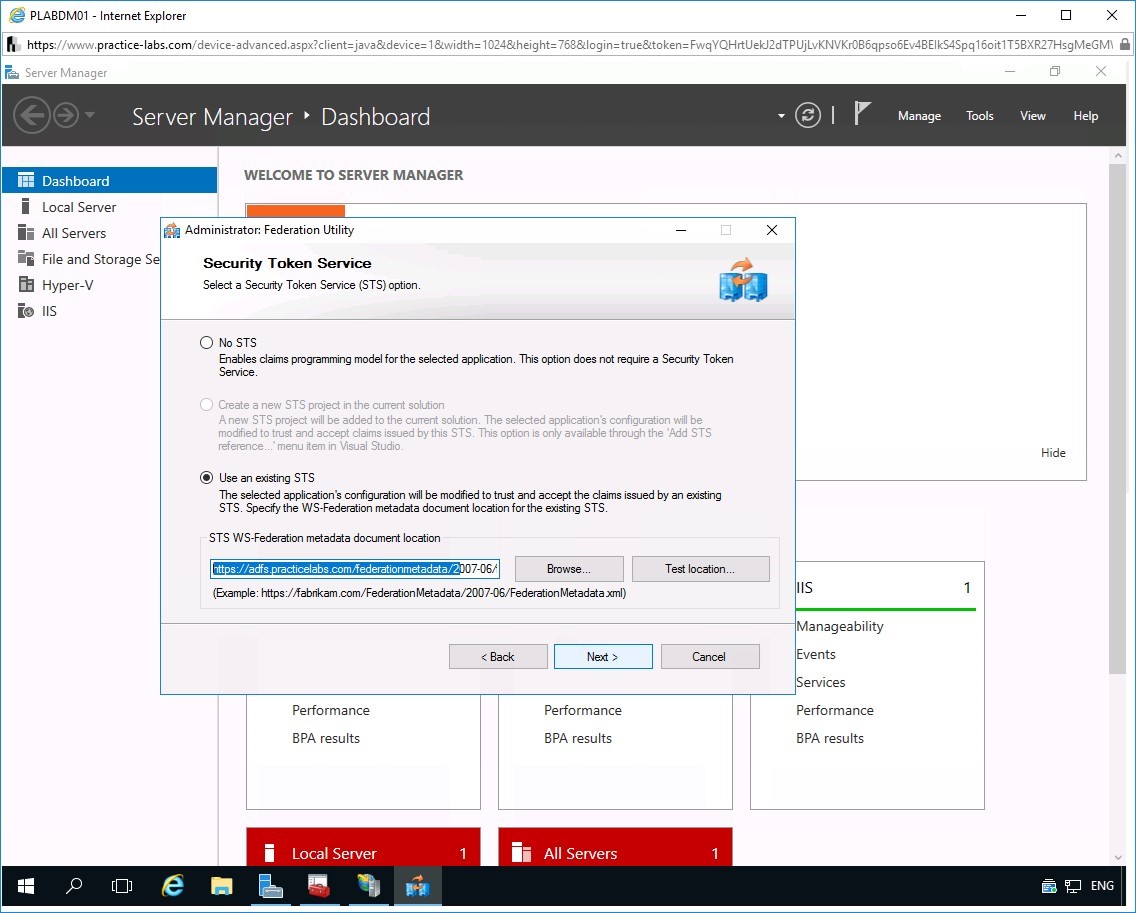 PLABDM01 - Internet Explorer
https://www.practice-labs.com/device-advanced.aspx?client=java&device=1&width=1024&height=768&login=true&token=
Server Manager
Server Manager ‣ Dashboard
Manage Tools View Help
Dashboard
Local Server
All Servers
File and Storage Se
Hyper-V
IIS
WELCOME TO SERVER MANAGER
Hide
Administrator: Federation Utility
Security Token Service
Select a Security Token Service (STS) option.
No STS
Enables claims programming model for the selected application. This option does not require a Security Token
Service.
Create a new STS project in the current solution
A new STS project will be added to the current solution. The selected application's configuration will be
modified to trust and accept claims issued by this STS. This option is only available through the 'Add STS
reference...' menu item in Visual Studio.
Use an existing STS
The selected application's configuration will be modified to trust and accept the claims issued by an existing
STS. Specify the WS-Federation metadata document location for the existing STS.
STS WS-Federation metadata document location
https://adfs.practicelabs.com/federationmetadata/2007-06/
Browse... Test location...
(Example: https://fabrikam.com/FederationMetadata/2007-06/FederationMetadata.xml)
< Back Next > Cancel
IIS 1
Manageability
Events
Services
Performance
BPA results
Performance
BPA results
Performance
BPA results
Local Server 1
All Servers 1
ENG